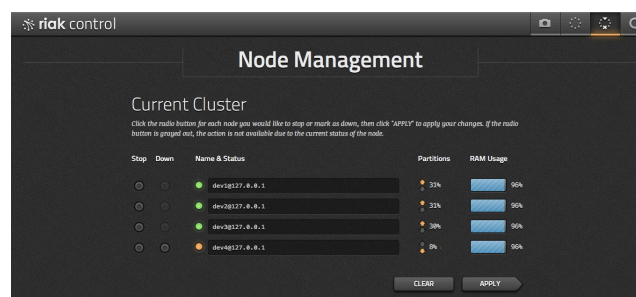 riak control
Node Management
Current Cluster
Click the radio button for each node you would like to stop or mark as down, then click "APPLY" to apply your changes. If the radio
button is grayed out, the action is not available due to the current status of the node.
Stop Down Name & Status Partitions RAM Usage
dev1@127.0.0.1 31% 96%
dev2@127.0.0.1 31% 96%
dev3@127.0.0.1 30% 96%
dev4@127.0.0.1 8% 96%
CLEAR APPLY